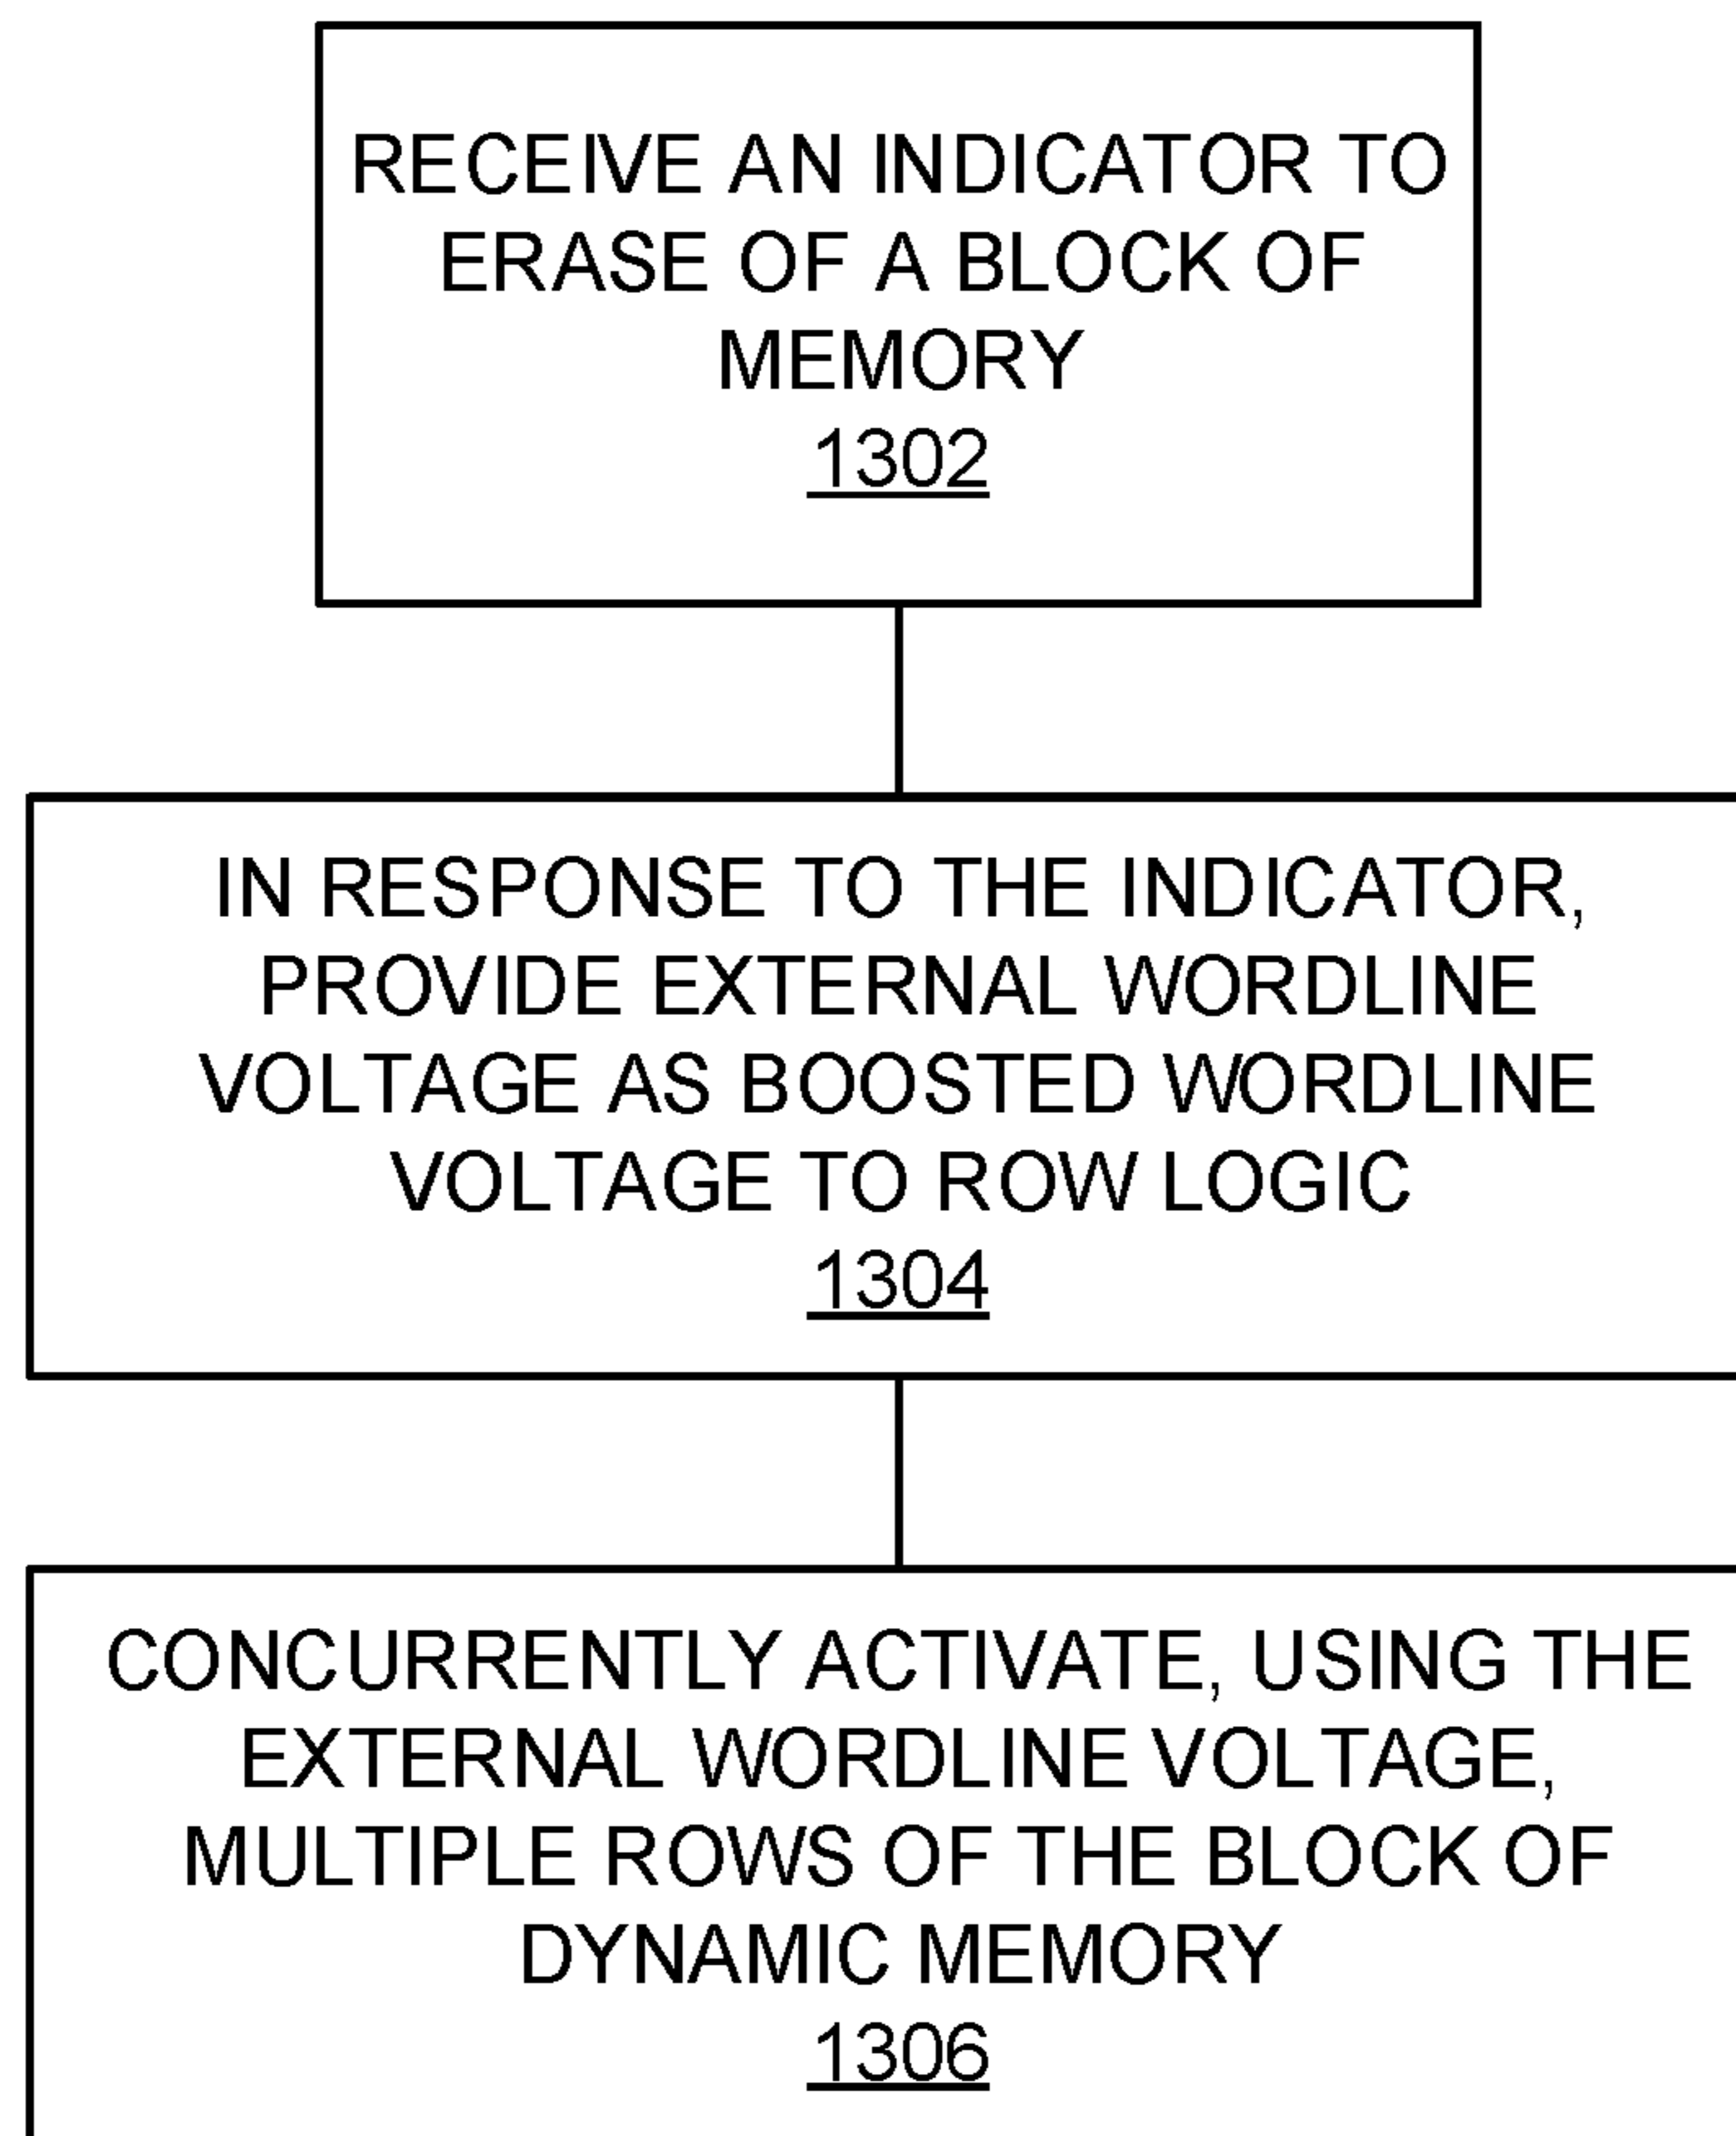 RECEIVE AN INDICATOR TO
ERASE OF A BLOCK OF
MEMORY
1302
IN RESPONSE TO THE INDICATOR,
PROVIDE EXTERNAL WORDLINE
VOLTAGE AS BOOSTED WORDLINE
VOLTAGE TO ROW LOGIC
1304
CONCURRENTLY ACTIVATE, USING THE
EXTERNAL WORDLINE VOLTAGE,
MULTIPLE ROWS OF THE BLOCK OF
DYNAMIC MEMORY
1306